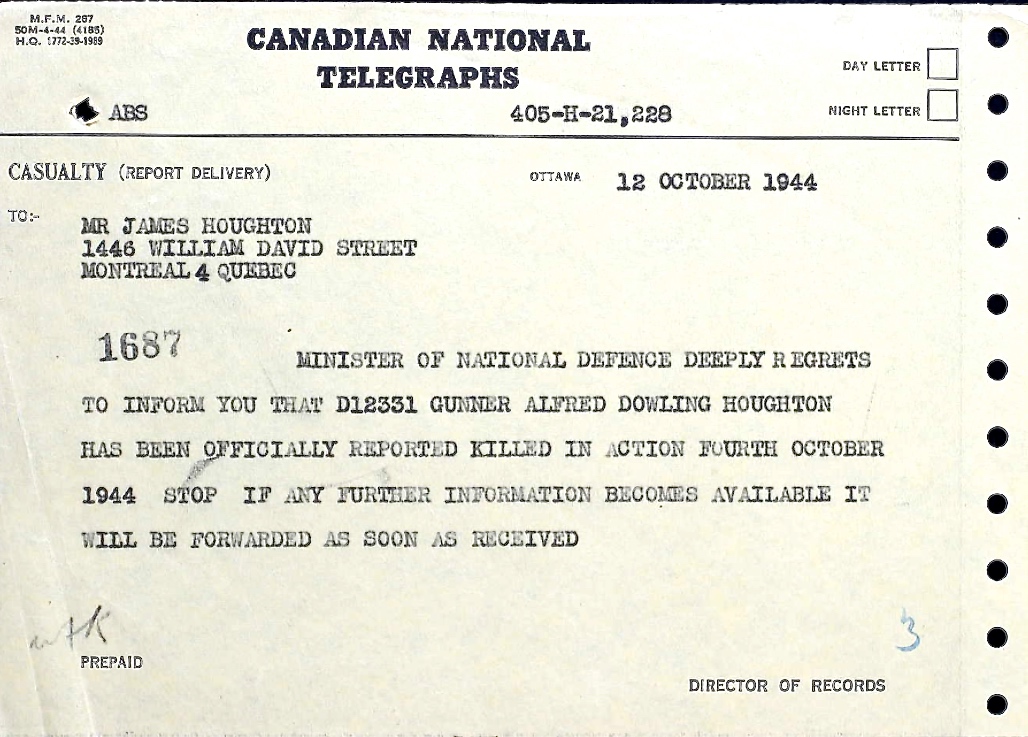 M.F.M. 267
50M-4-44 (4185)
H.Q. 1772-39-1989
CANADIAN NATIONAL
TELEGRAPHS
DAY LETTER
NIGHT LETTER
ABS
405-H-21,228
CASUALTY (REPORT DELIVERY)
OTTAWA 12 OCTOBER 1944
TO:-
MR JAMES HOUGHTON
1446 WILLIAM DAVID STREET
MONTREAL 4 QUEBEC
1687
MINISTER OF NATIONAL DEFENCE DEEPLY REGRETS
TO INFORM YOU THAT D12331 GUNNER ALFRED DOWLING HOUGHTON
HAS BEEN OFFICIALLY REPORTED KILLED IN ACTION FOURTH OCTOBER
1944 STOP IF ANY FURTHER INFORMATION BECOMES AVAILABLE IT
WILL BE FORWARDED AS SOON AS RECEIVED
3
PREPAID
DIRECTOR OF RECORDS